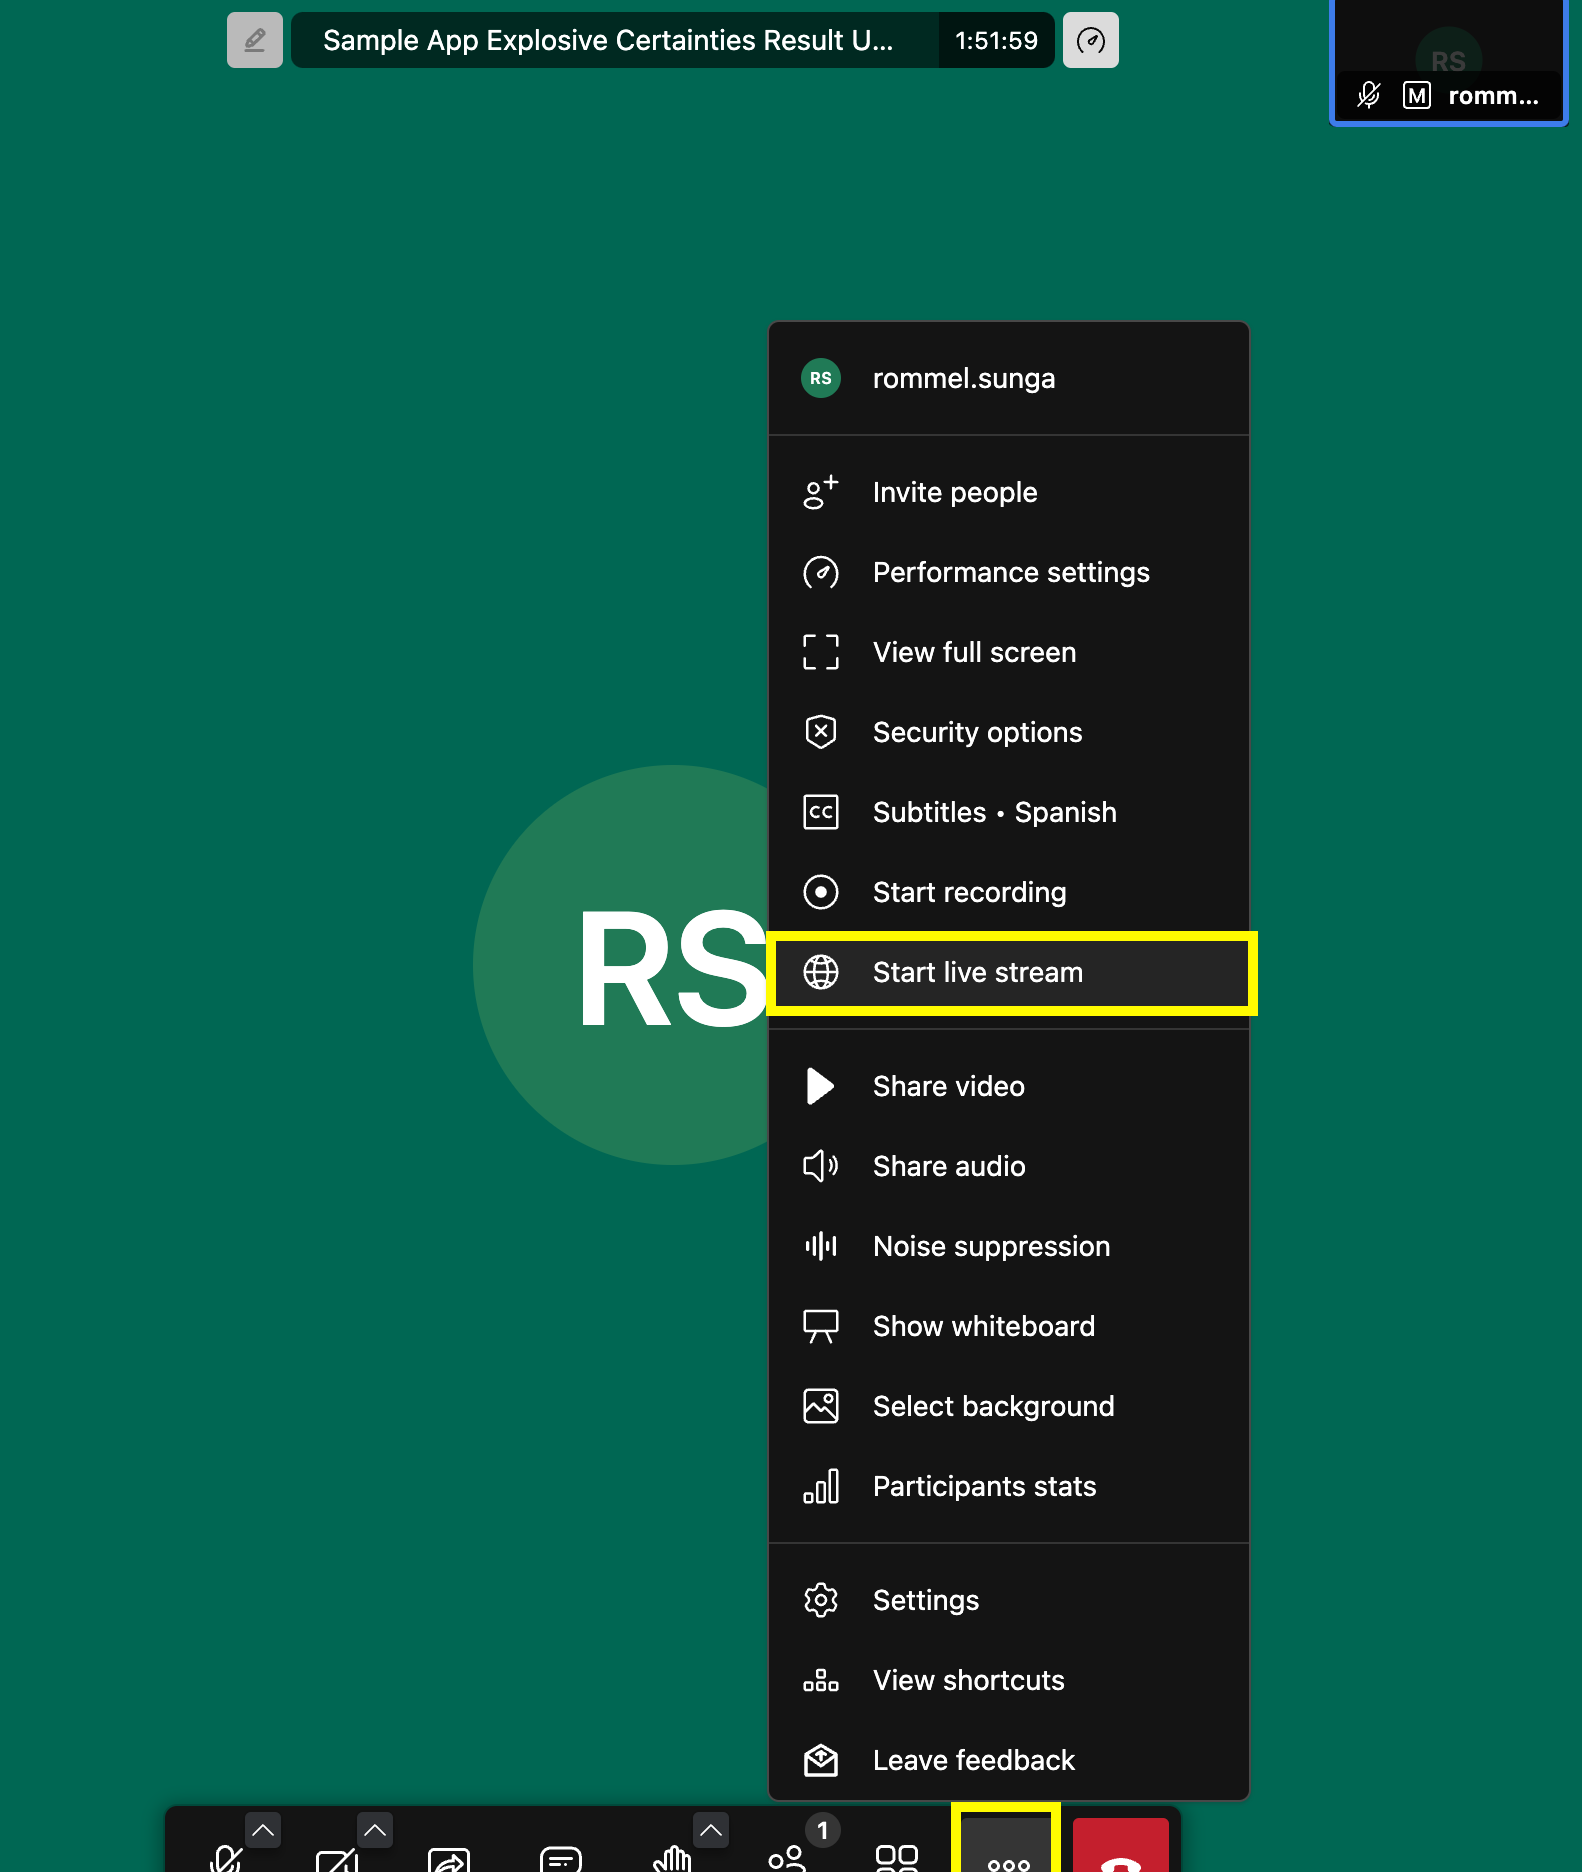 Sample App Explosive Certainties Result U... 1:51:59
RS
M romm...
RS rommel.sunga
Invite people
Performance settings
View full screen
Security options
CC Subtitles • Spanish
Start recording
RS
Start live stream
Share video
Share audio
Noise suppression
Show whiteboard
Select background
Participants stats
Settings
View shortcuts
Leave feedback
1